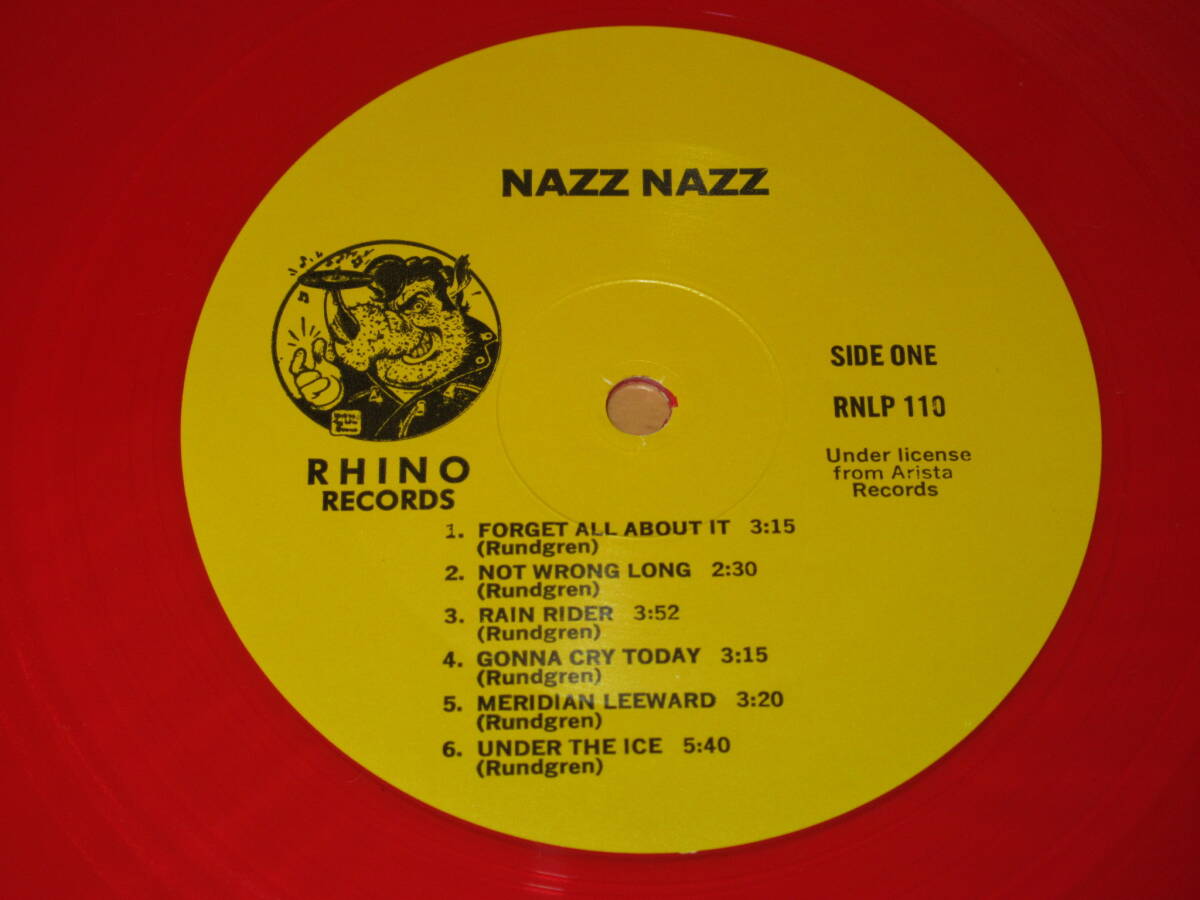 NAZZ NAZZ
RHINO
RECORDS
SIDE ONE
RNLP 110
Under license
from Arista
Records
1. FORGET ALL ABOUT IT 3:15
(Rundgren)
2. NOT WRONG LONG 2:30
(Rundgren)
3. RAIN RIDER 3:52
(Rundgren)
4. GONNA CRY TODAY 3:15
(Rundgren)
5. MERIDIAN LEEWARD 3:20
(Rundgren)
6. UNDER THE ICE 5:40
(Rundgren)